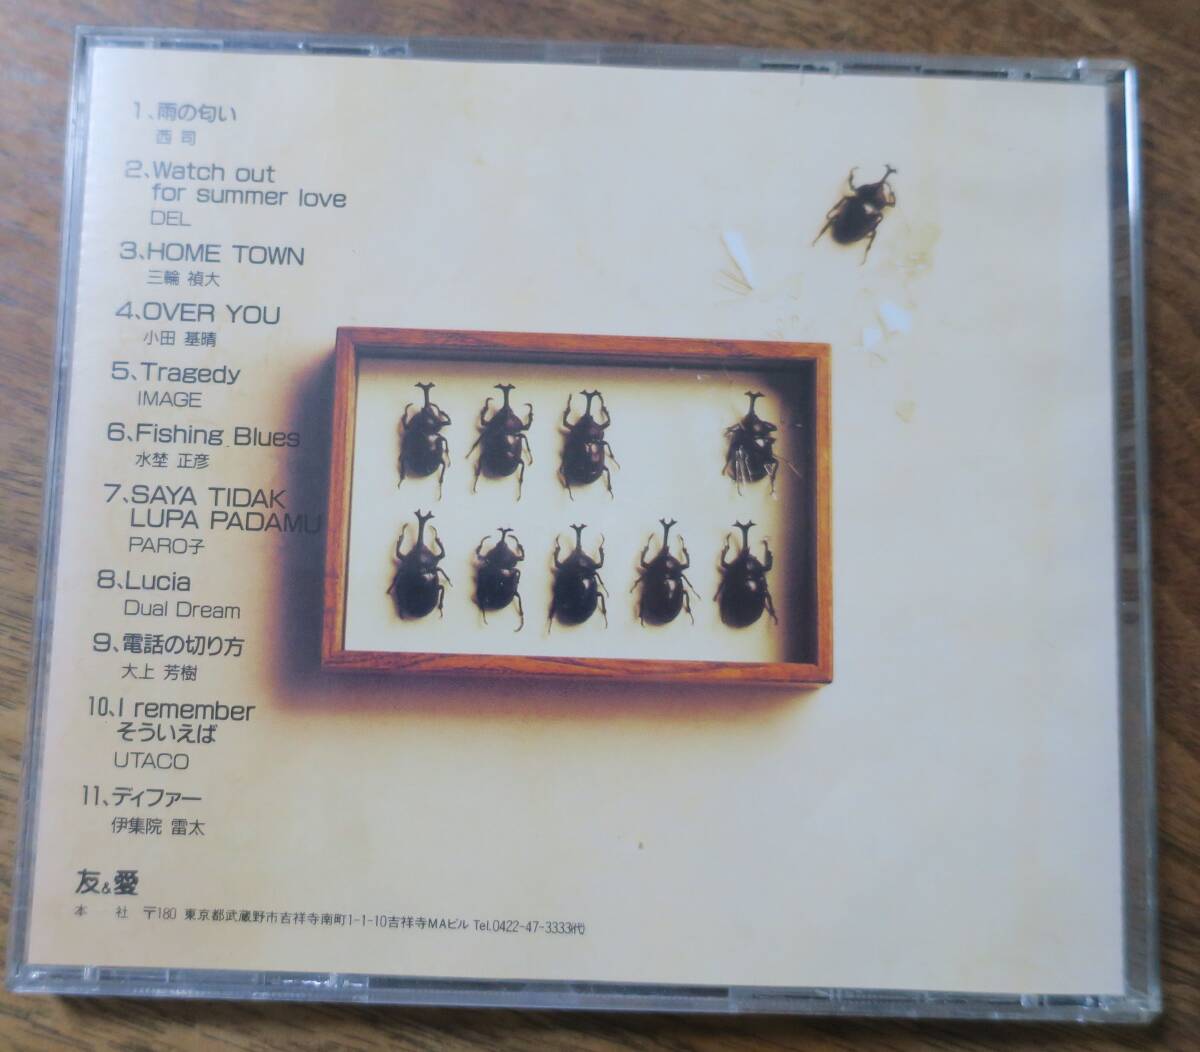 1、雨の匂い
西 司
2、Watch out
for summer love
DEL
3、HOME TOWN
三輪 禎大
4、OVER YOU
小田 基晴
5、Tragedy
IMAGE
6、Fishing Blues
水埜 正彦
7、SAYA TIDAK
LUPA PADAMU
PARO子
8、Lucia
Dual Dream
9、電話の切り方
大上 芳樹
10、I remember
そういえば
UTACO
11、ディファー
伊集院 雷太
友&愛
本 社 〒180 東京都武蔵野市吉祥寺南町1-1-10吉祥寺MAビル Tel.0422-47-3333㈹